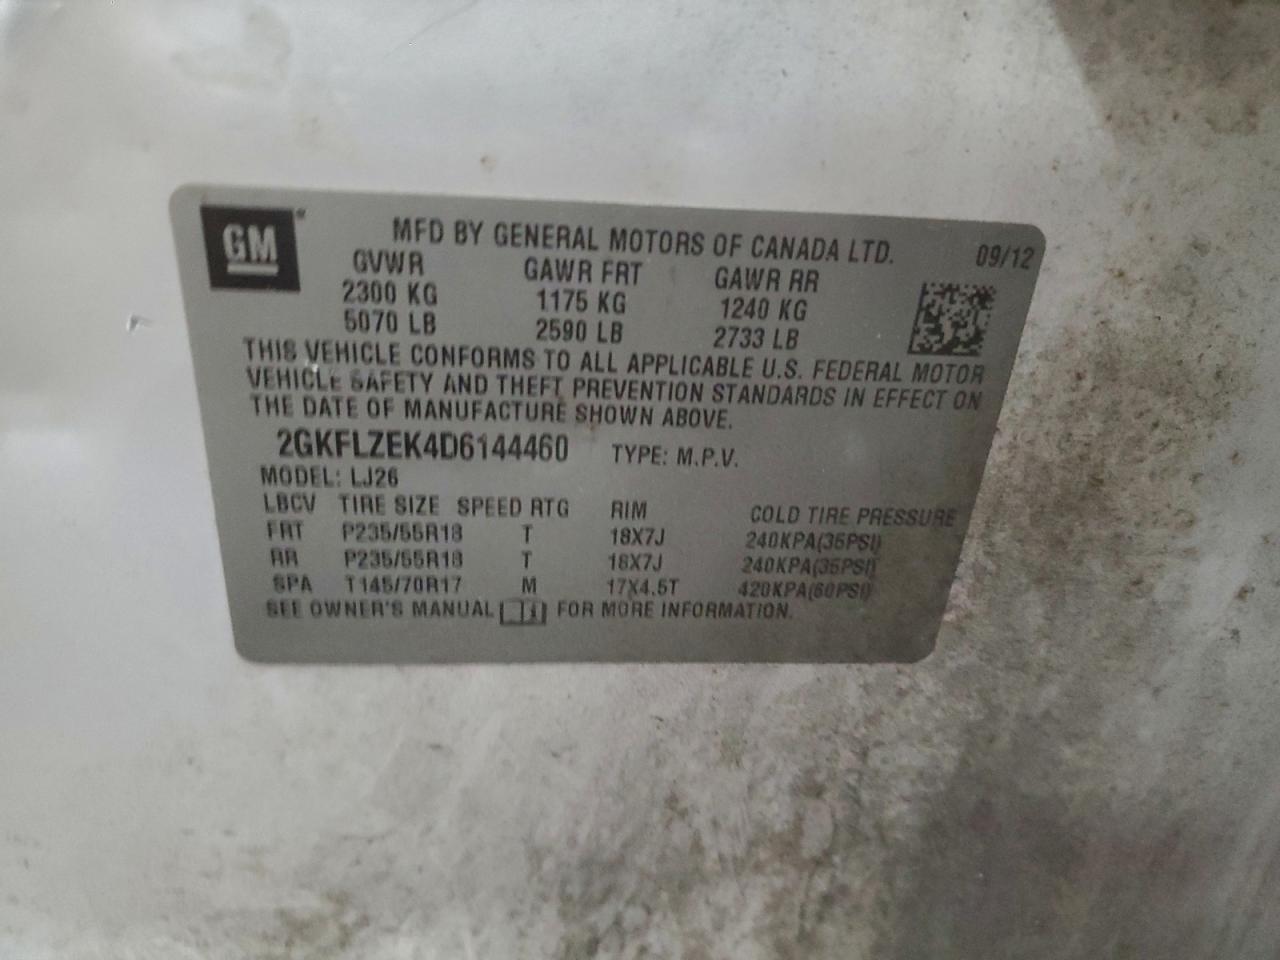 GM
MFD BY GENERAL MOTORS OF CANADA LTD. 09/12
GVWR GAWR FRT GAWR RR
2300 KG 1175 KG 1240 KG
5070 LB 2590 LB 2733 LB
THIS VEHICLE CONFORMS TO ALL APPLICABLE U.S. FEDERAL MOTOR
VEHICLE SAFETY AND THEFT PREVENTION STANDARDS IN EFFECT ON
THE DATE OF MANUFACTURE SHOWN ABOVE.
2GKFLZEK4D6144460 TYPE: M.P.V.
MODEL: LJ26
LBCV TIRE SIZE SPEED RTG RIM COLD TIRE PRESSURE
FRT P235/55R18 T 18X7J 240KPA(35PSI)
RR P235/55R18 T 18X7J 240KPA(35PSI)
SPA T145/70R17 M 17X4.5T 420KPA(60PSI)
SEE OWNER'S MANUAL FOR MORE INFORMATION.